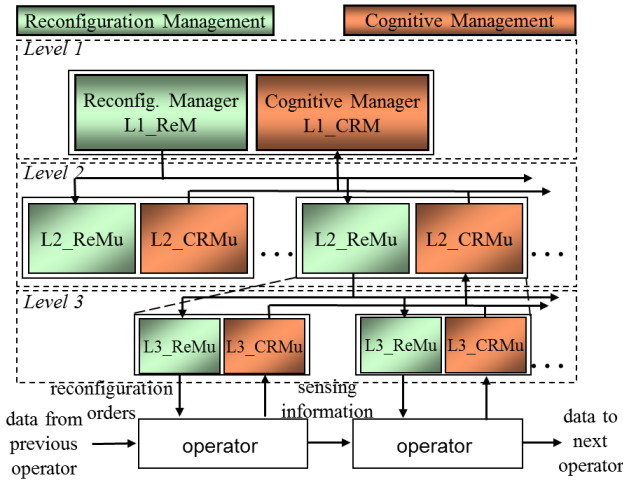 Reconfiguration Management
Cognitive Management
Level 1
Reconfig. Manager
L1_ReM
Cognitive Manager
L1_CRM
Level 2
L2_ReMu
L2_CRMu
...
L2_ReMu
L2_CRMu
...
Level 3
L3_ReMu
L3_CRMu
L3_ReMu
L3_CRMu
...
reconfiguration
orders
sensing
information
data from
previous
operator
operator
operator
data to
next
operator